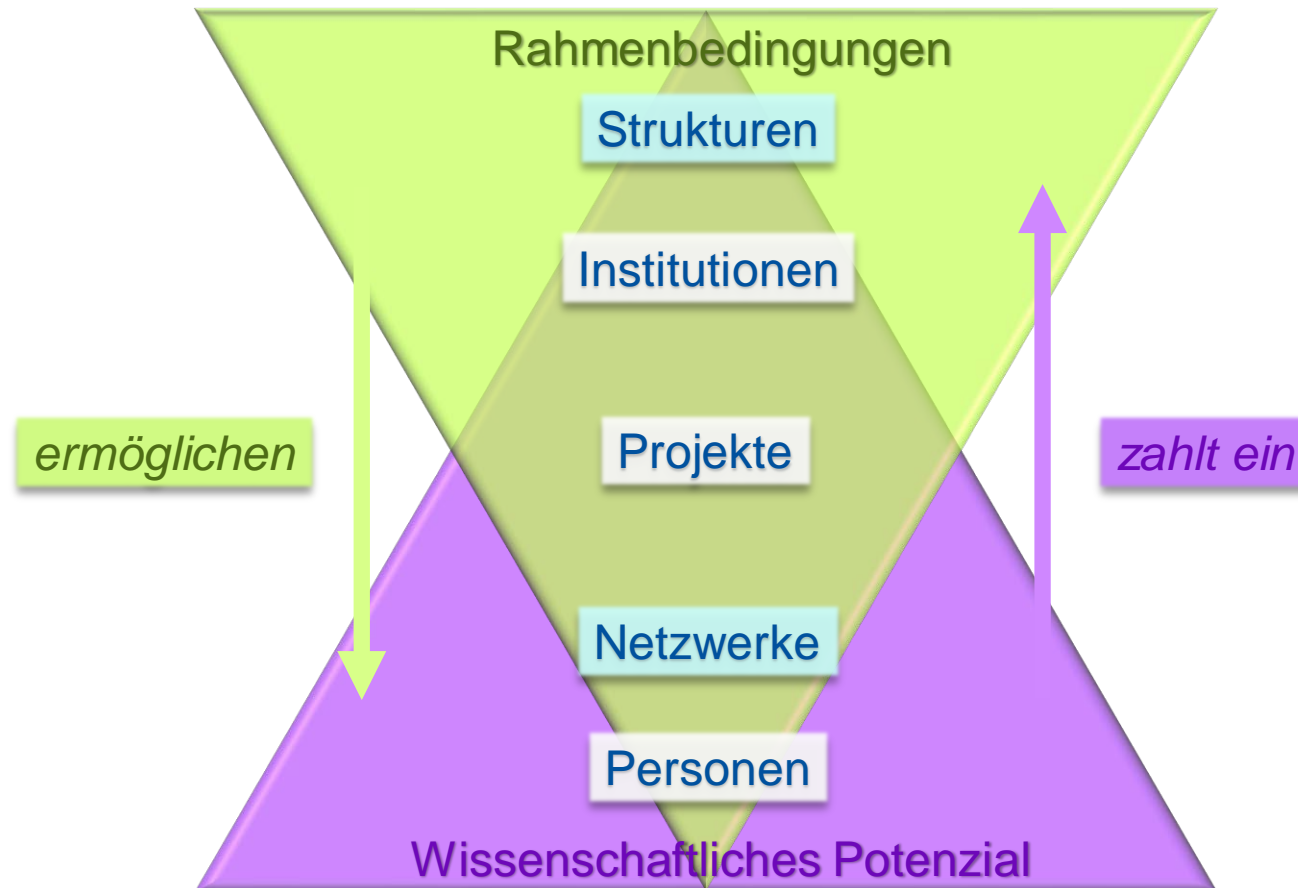 Rahmenbedingungen
Strukturen
Institutionen
ermöglichen
Projekte
zahlt ein
Netzwerke
Personen
Wissenschaftliches Potenzial